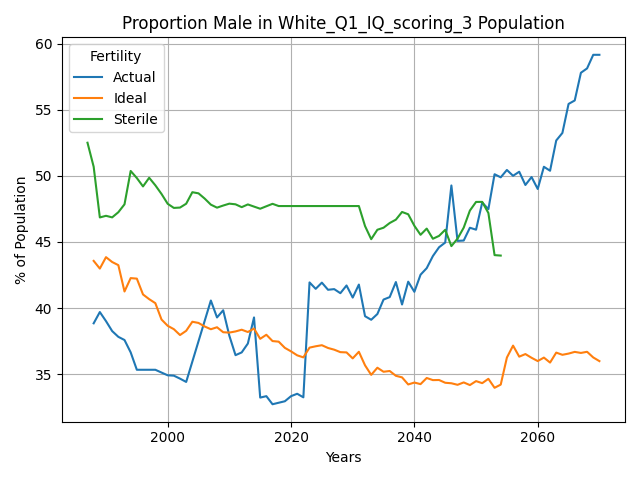 Proportion Male in White_Q1_IQ_scoring_3 Population
60
55
50
45
40
35
% of Population
Fertility
Actual
Ideal
Sterile
2000
2020
2040
2060
Years